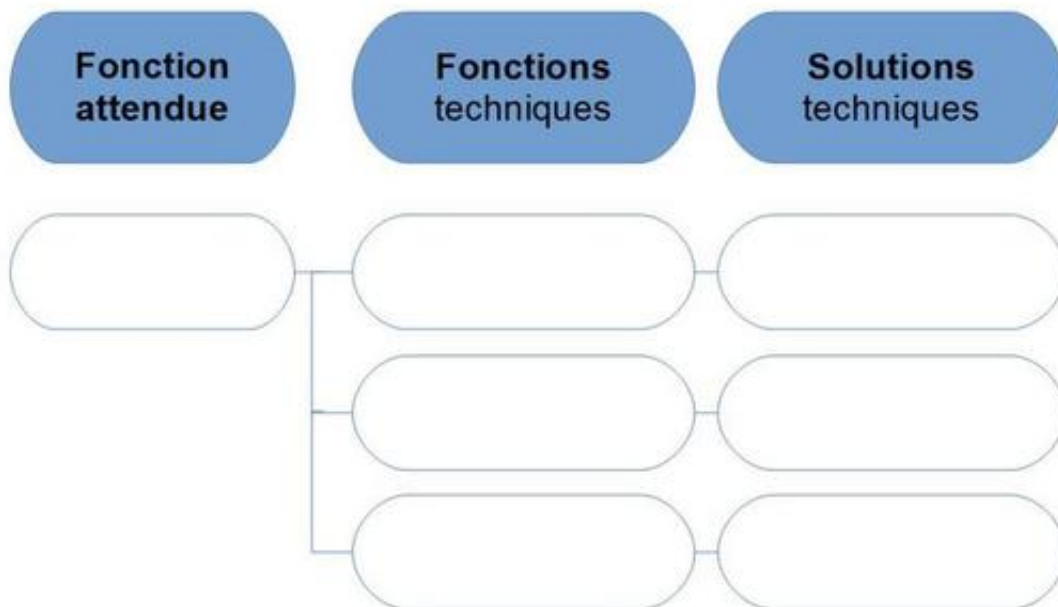 Fonction
attendue
Fonctions
techniques
Solutions
techniques